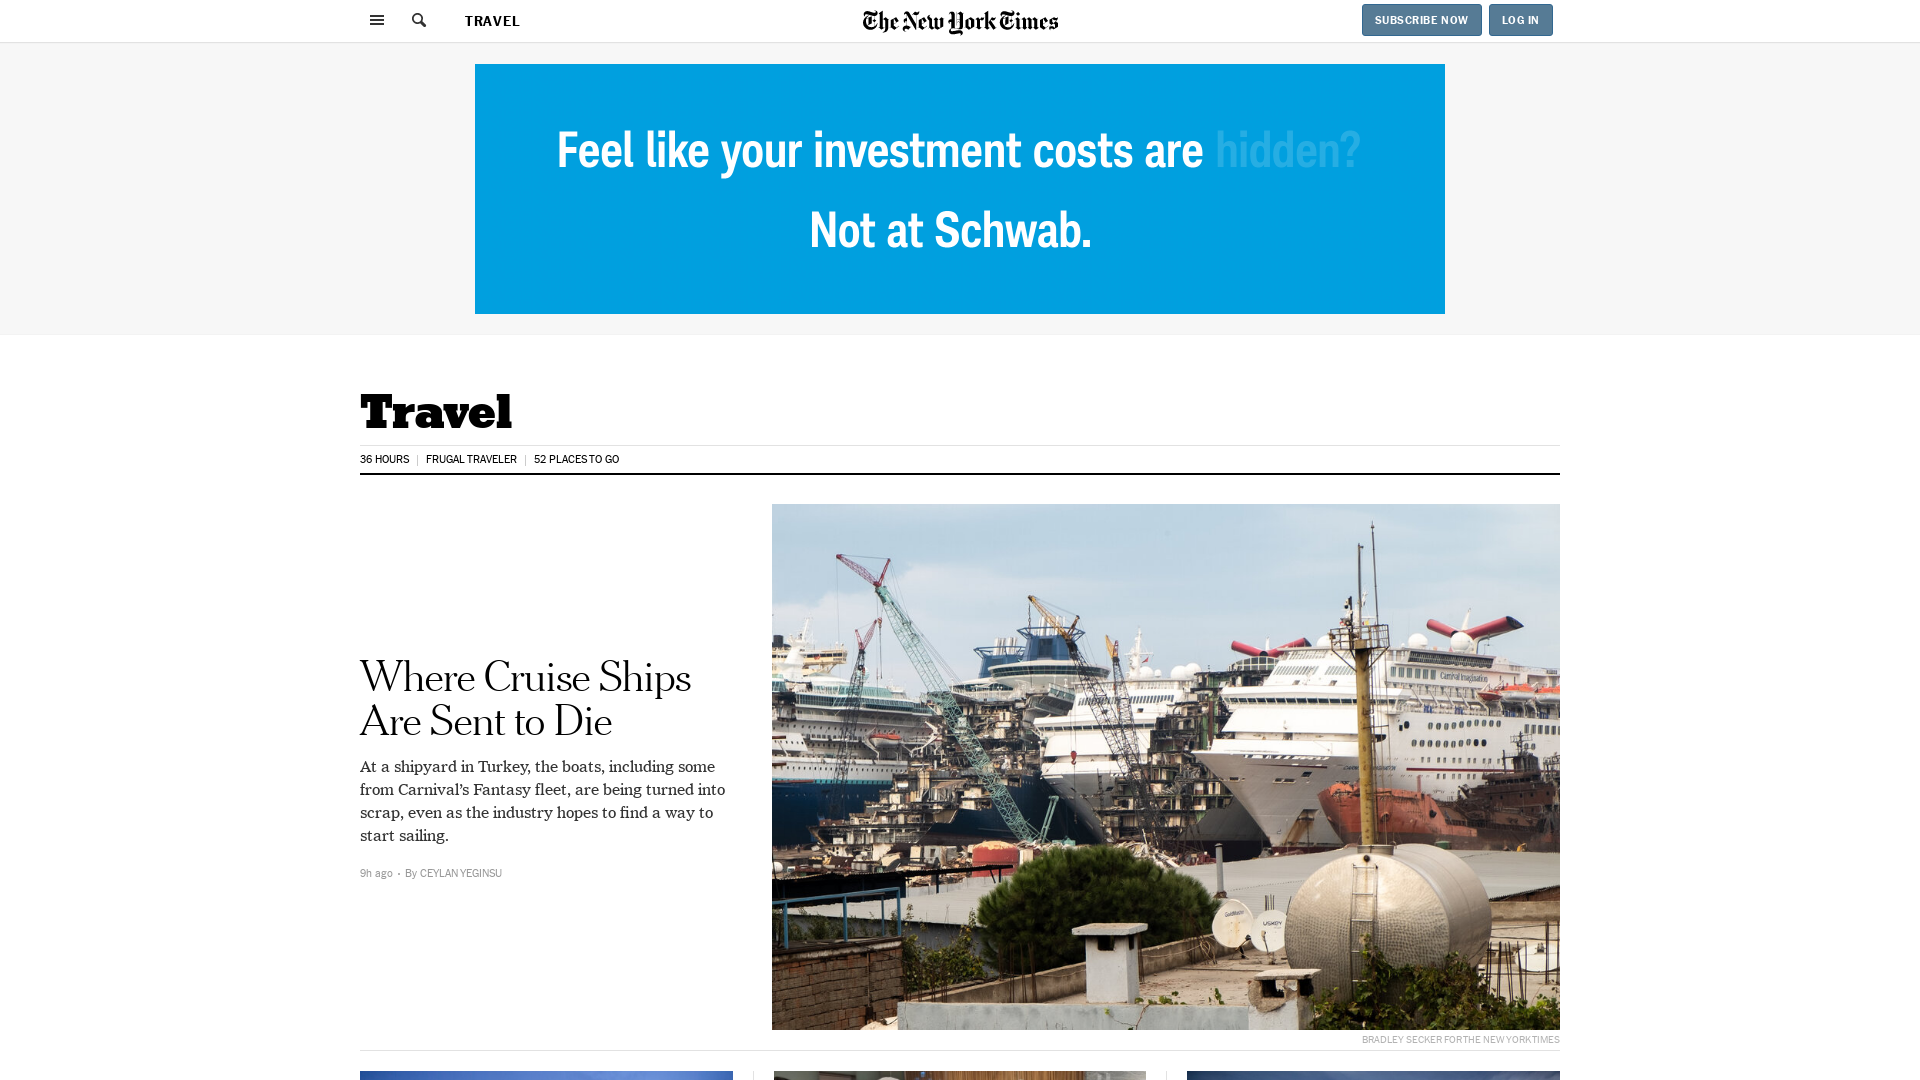 TRAVEL
The New York Times
SUBSCRIBE NOW
LOG IN
Feel like your investment costs are hidden?
Not at Schwab.
Travel
36 HOURS
FRUGAL TRAVELER
52 PLACES TO GO
Where Cruise Ships
Are Sent to Die
At a shipyard in Turkey, the boats, including some
from Carnival’s Fantasy fleet, are being turned into
scrap, even as the industry hopes to find a way to
start sailing.
9h ago • By CEYLAN YEGINSU
Carnival Imagination
BRADLEY SECKER FOR THE NEW YORK TIMES